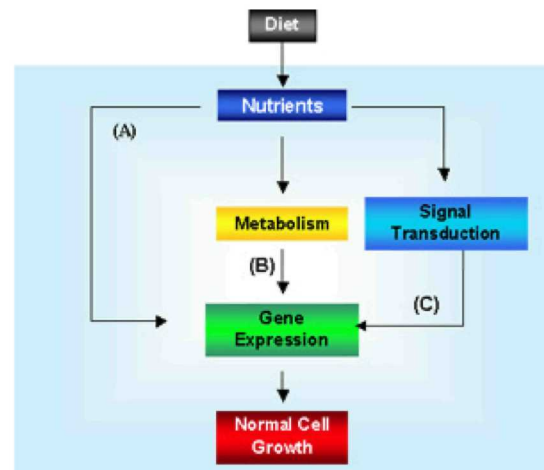 Diet
Nutrients
(A)
Metabolism
Signal
Transduction
(B)
(C)
Gene
Expression
Normal Cell
Growth